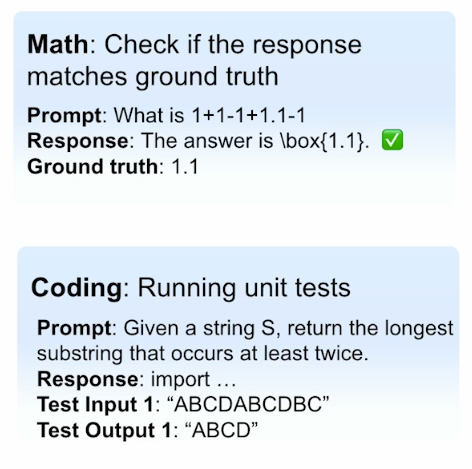 Math: Check if the response
matches ground truth
Prompt: What is 1+1-1+1.1-1
Response: The answer is \box{1.1}. ✅
Ground truth: 1.1
Coding: Running unit tests
Prompt: Given a string S, return the longest
substring that occurs at least twice.
Response: import …
Test Input 1: “ABCDABCDBC”
Test Output 1: “ABCD”